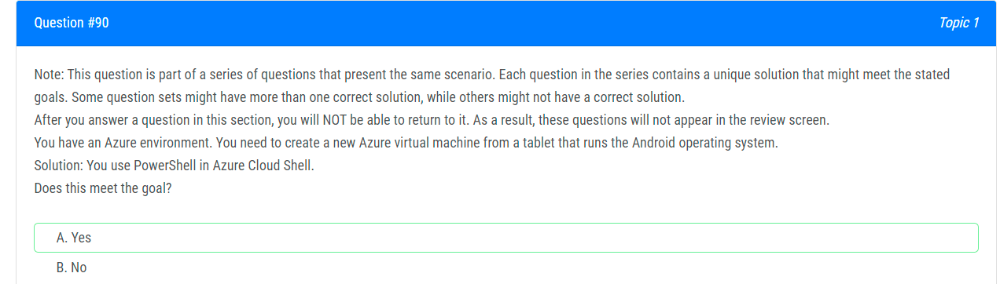 Question #90
Topic 1
Note: This question is part of a series of questions that present the same scenario. Each question in the series contains a unique solution that might meet the stated
goals. Some question sets might have more than one correct solution, while others might not have a correct solution.
After you answer a question in this section, you will NOT be able to return to it. As a result, these questions will not appear in the review screen.
You have an Azure environment. You need to create a new Azure virtual machine from a tablet that runs the Android operating system.
Solution: You use PowerShell in Azure Cloud Shell.
Does this meet the goal?
A. Yes
B. No